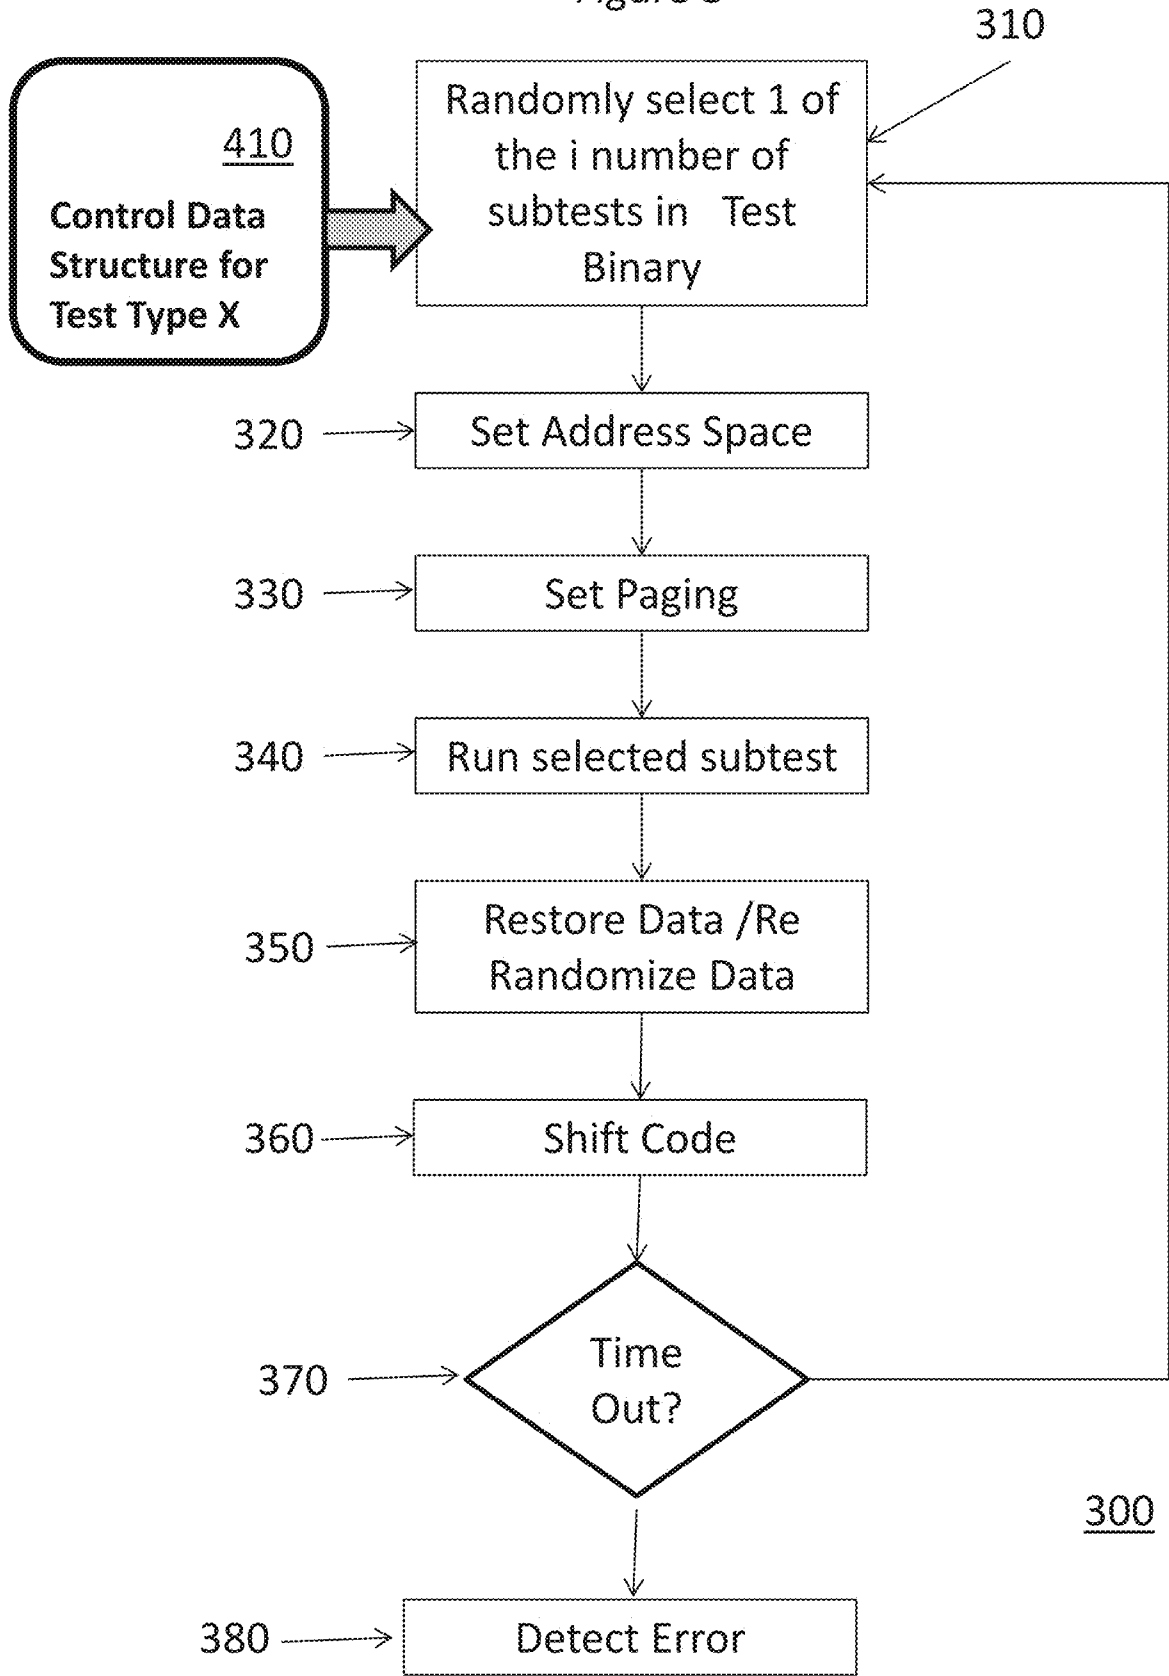 310
Randomly select 1 of
the i number of
subtests in Test
Binary
410
Control Data
Structure for
Test Type X
320
Set Address Space
330
Set Paging
340
Run selected subtest
350
Restore Data /Re
Randomize Data
360
Shift Code
370
Time
Out?
300
380
Detect Error